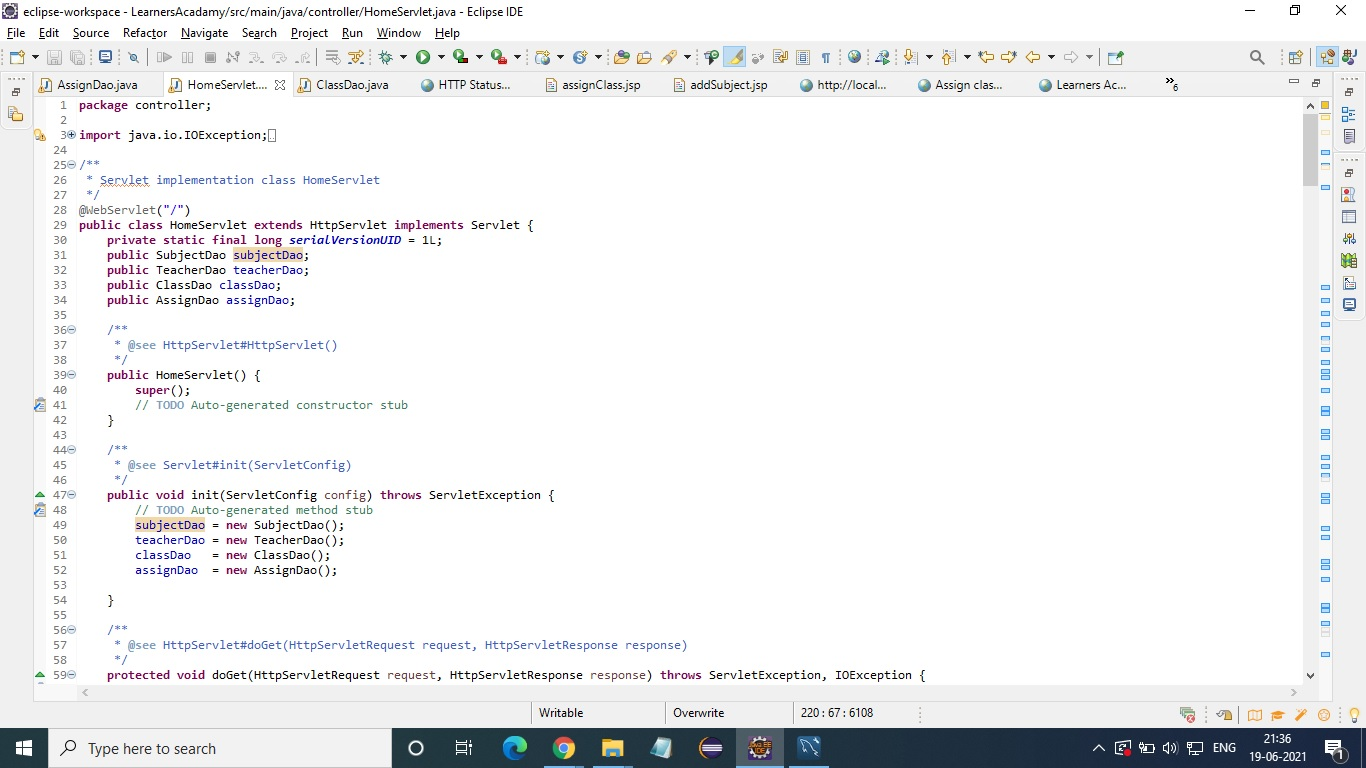 eclipse-workspace - LearnersAcadamy/src/main/java/controller/HomeServlet.java - Eclipse IDE
File Edit Source Refactor Navigate Search Project Run Window Help
AssignDao.java HomeServlet.... ClassDao.java HTTP Status... assignClass.jsp addSubject.jsp http://local... Assign clas... Learners Ac... »6
1 package controller;
2
3 import java.io.IOException;
24
25 /**
26 * Servlet implementation class HomeServlet
27 */
28 @WebServlet("/")
29 public class HomeServlet extends HttpServlet implements Servlet {
30 private static final long serialVersionUID = 1L;
31 public SubjectDao subjectDao;
32 public TeacherDao teacherDao;
33 public ClassDao classDao;
34 public AssignDao assignDao;
35
36 /**
37 * @see HttpServlet#HttpServlet()
38 */
39 public HomeServlet() {
40 super();
41 // TODO Auto-generated constructor stub
42 }
43
44 /**
45 * @see Servlet#init(ServletConfig)
46 */
47 public void init(ServletConfig config) throws ServletException {
48 // TODO Auto-generated method stub
49 subjectDao = new SubjectDao();
50 teacherDao = new TeacherDao();
51 classDao = new ClassDao();
52 assignDao = new AssignDao();
53
54 }
55
56 /**
57 * @see HttpServlet#doGet(HttpServletRequest request, HttpServletResponse response)
58 */
59 protected void doGet(HttpServletRequest request, HttpServletResponse response) throws ServletException, IOException {
Writable Overwrite 220 : 67 : 6108
Type here to search
ENG 21:36
19-06-2021
1